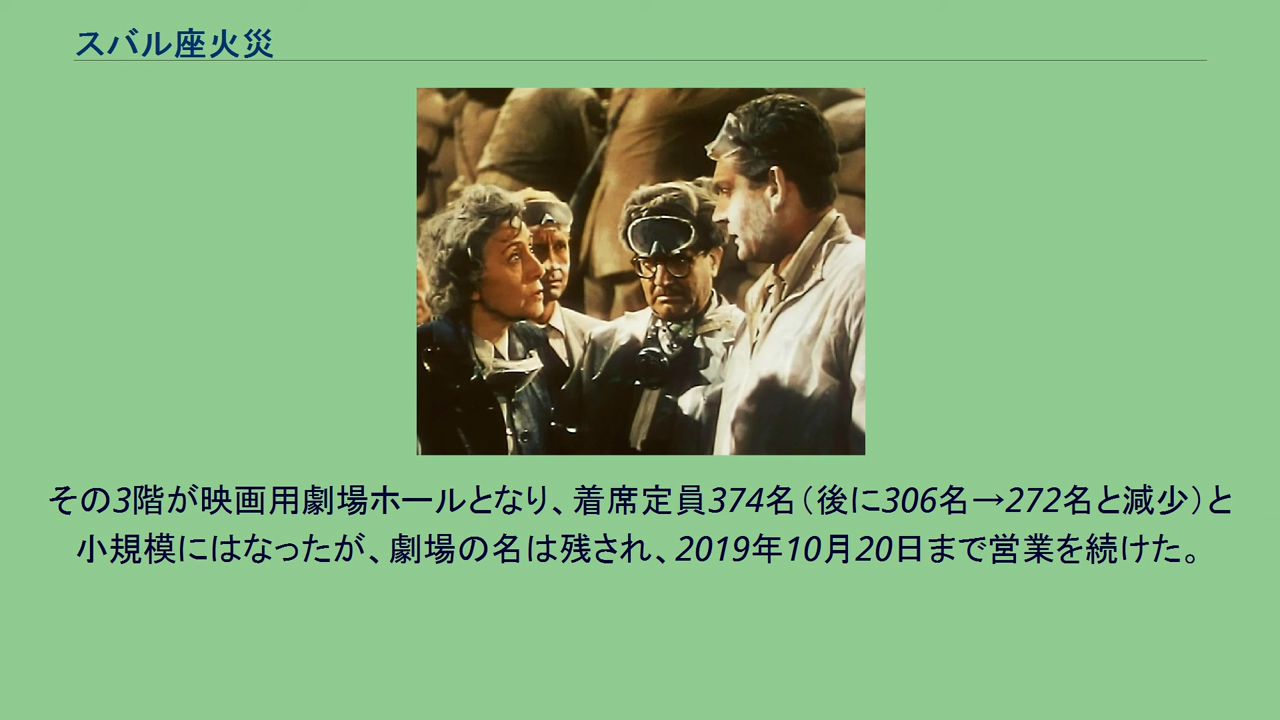 スバル座火災
その3階が映画用劇場ホールとなり、着席定員374名（後に306名→272名と減少）と
小規模にはなったが、劇場の名は残され、2019年10月20日まで営業を続けた。